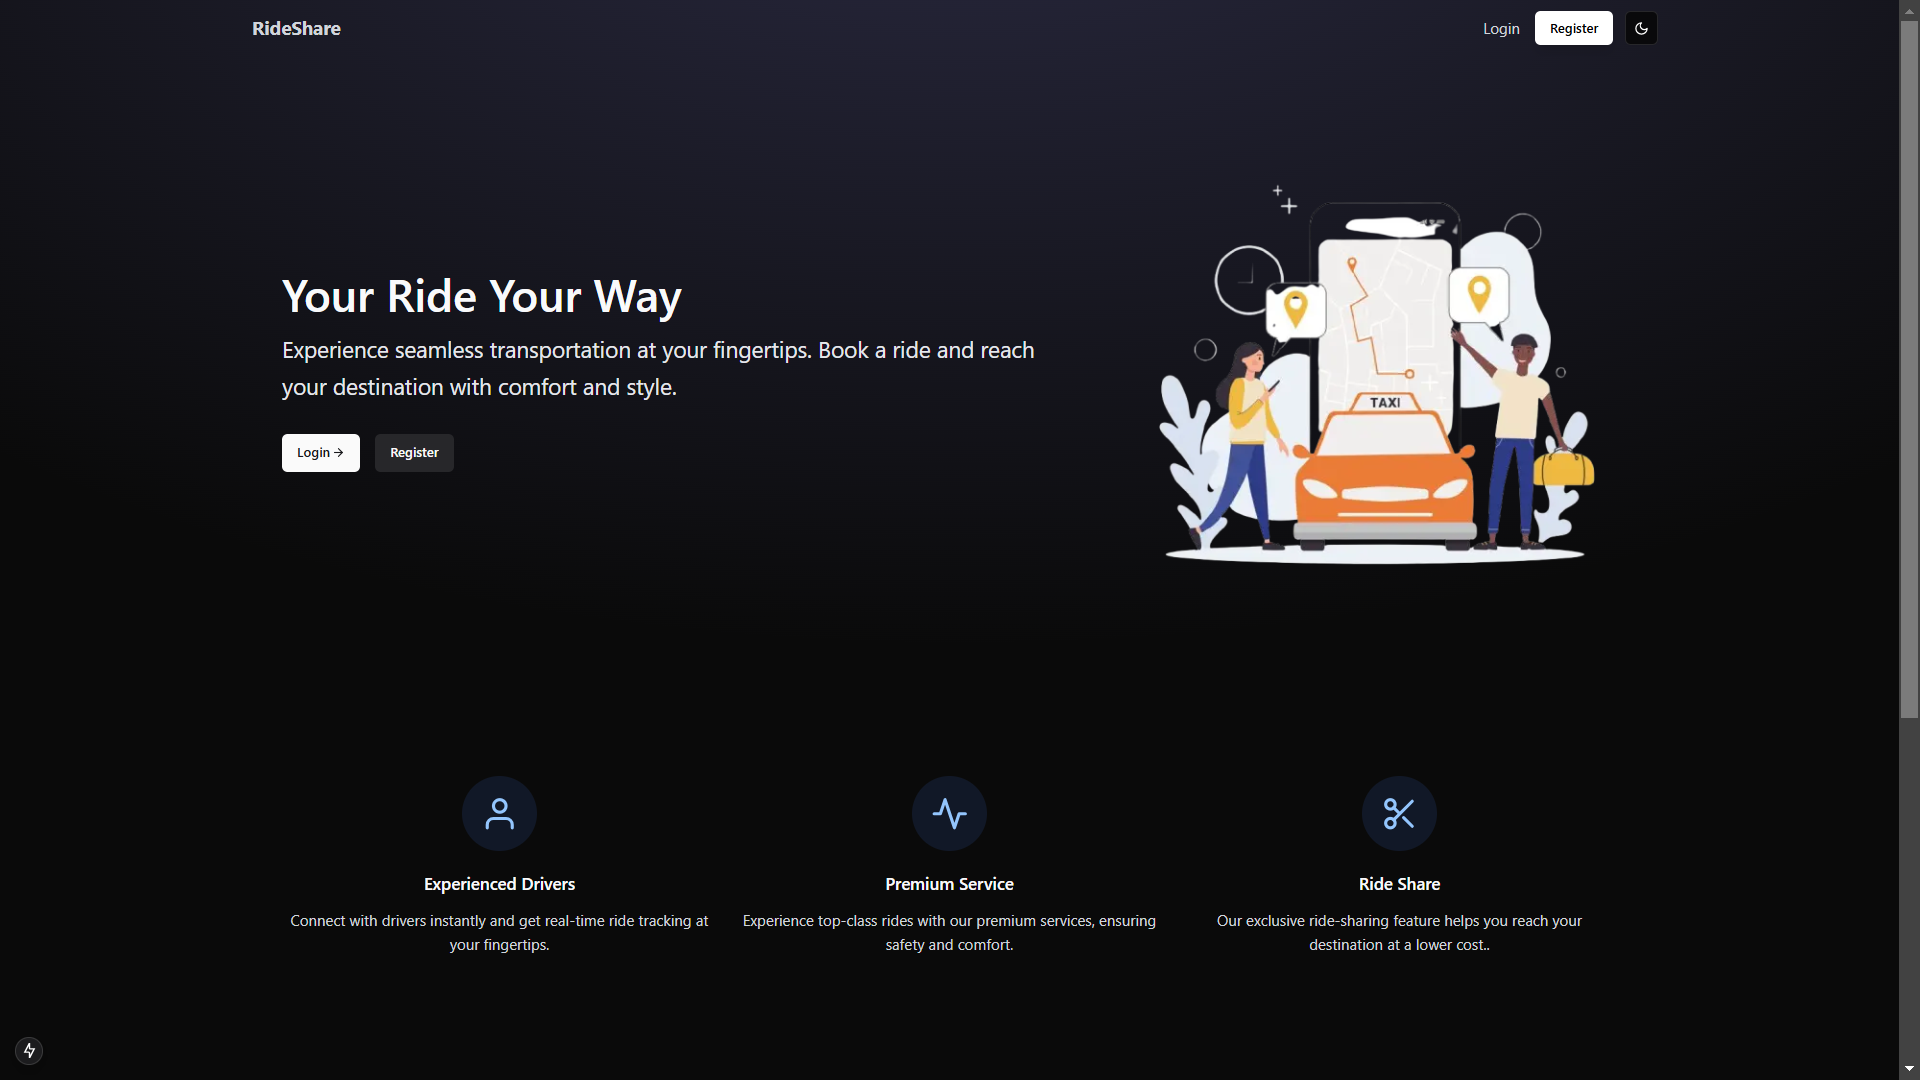 RideShare
Login
Register
Your Ride Your Way
Experience seamless transportation at your fingertips. Book a ride and reach
your destination with comfort and style.
Login →
Register
TAXI
Experienced Drivers
Connect with drivers instantly and get real-time ride tracking at
your fingertips.
Premium Service
Experience top-class rides with our premium services, ensuring
safety and comfort.
Ride Share
Our exclusive ride-sharing feature helps you reach your
destination at a lower cost..